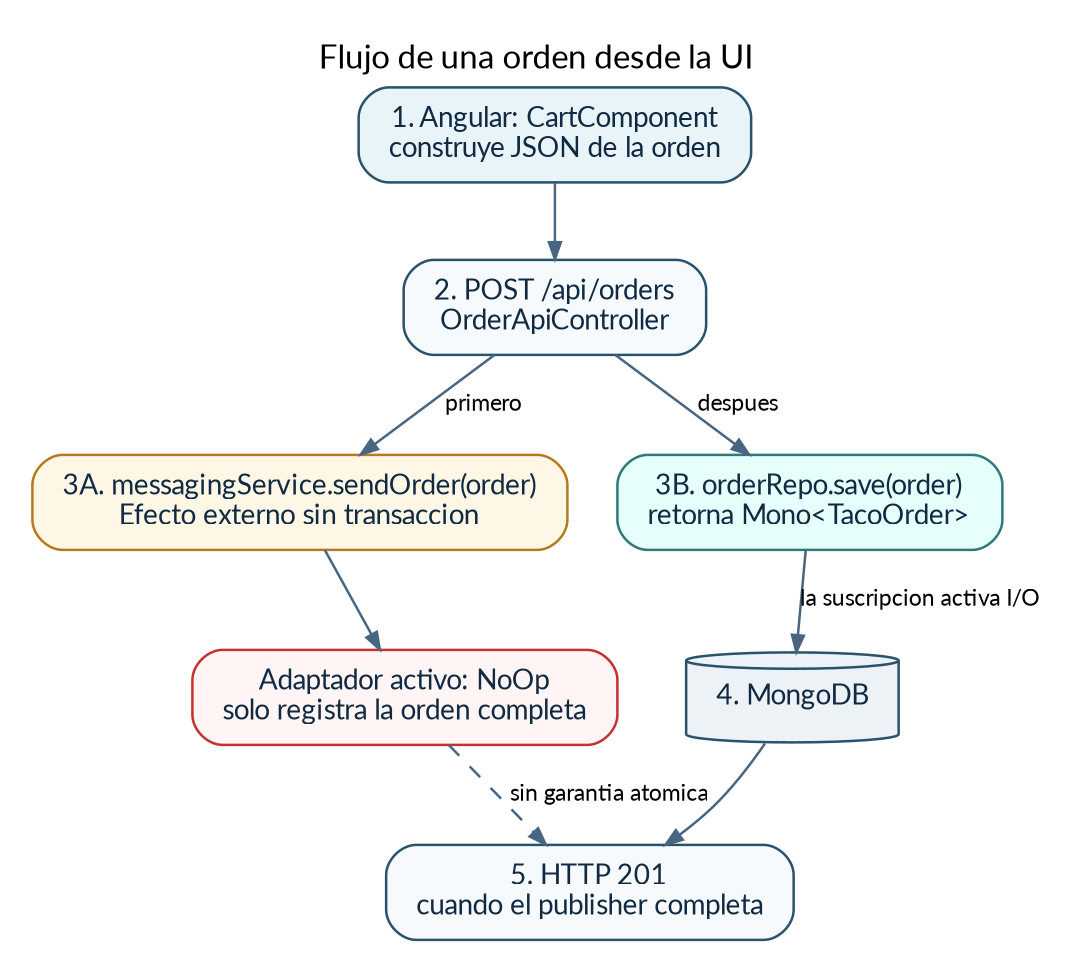 Flujo de una orden desde la UI
1. Angular: CartComponent
construye JSON de la orden
2. POST /api/orders
OrderApiController
primero
despues
3A. messagingService.sendOrder(order)
Efecto externo sin transaccion
3B. orderRepo.save(order)
retorna Mono<TacoOrder>
la suscripcion activa I/O
Adaptador activo: NoOp
solo registra la orden completa
4. MongoDB
sin garantia atomica
5. HTTP 201
cuando el publisher completa